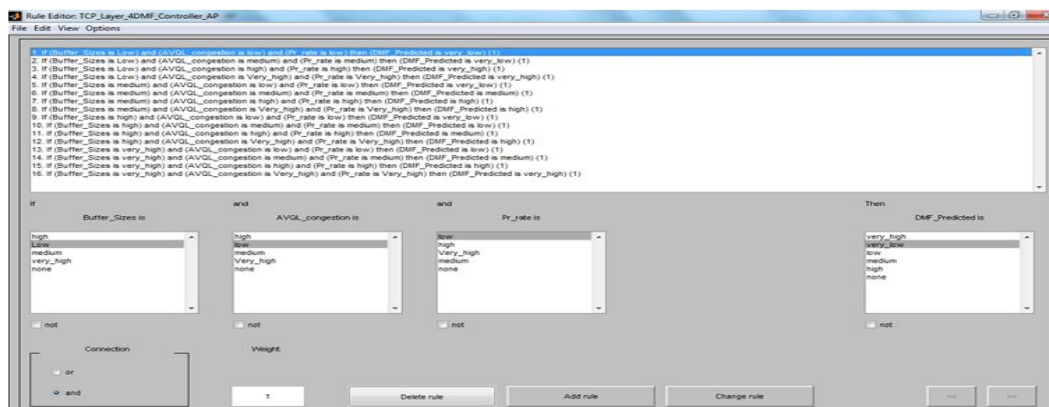 Rule Editor: TCP_Layer_4DMF_Controller_AP
File Edit View Options
1. If (Buffer_Sizes is Low) and (AVQL_congestion is low) and (Pr_rate is low) then (DMF_Predicted is very_low) (1)
2. If (Buffer_Sizes is Low) and (AVQL_congestion is medium) and (Pr_rate is medium) then (DMF_Predicted is very_low) (1)
3. If (Buffer_Sizes is Low) and (AVQL_congestion is high) and (Pr_rate is high) then (DMF_Predicted is very_high) (1)
4. If (Buffer_Sizes is Low) and (AVQL_congestion is Very_high) and (Pr_rate is Very_high) then (DMF_Predicted is very_high) (1)
5. If (Buffer_Sizes is medium) and (AVQL_congestion is low) and (Pr_rate is low) then (DMF_Predicted is very_low) (1)
6. If (Buffer_Sizes is medium) and (AVQL_congestion is medium) and (Pr_rate is medium) then (DMF_Predicted is medium) (1)
7. If (Buffer_Sizes is medium) and (AVQL_congestion is high) and (Pr_rate is high) then (DMF_Predicted is high) (1)
8. If (Buffer_Sizes is medium) and (AVQL_congestion is Very_high) and (Pr_rate is Very_high) then (DMF_Predicted is high) (1)
9. If (Buffer_Sizes is high) and (AVQL_congestion is low) and (Pr_rate is low) then (DMF_Predicted is very_low) (1)
10. If (Buffer_Sizes is high) and (AVQL_congestion is medium) and (Pr_rate is medium) then (DMF_Predicted is low) (1)
11. If (Buffer_Sizes is high) and (AVQL_congestion is high) and (Pr_rate is high) then (DMF_Predicted is medium) (1)
12. If (Buffer_Sizes is high) and (AVQL_congestion is Very_high) and (Pr_rate is Very_high) then (DMF_Predicted is high) (1)
13. If (Buffer_Sizes is very_high) and (AVQL_congestion is low) and (Pr_rate is low) then (DMF_Predicted is low) (1)
14. If (Buffer_Sizes is very_high) and (AVQL_congestion is medium) and (Pr_rate is medium) then (DMF_Predicted is medium) (1)
15. If (Buffer_Sizes is very_high) and (AVQL_congestion is high) and (Pr_rate is high) then (DMF_Predicted is high) (1)
16. If (Buffer_Sizes is very_high) and (AVQL_congestion is Very_high) and (Pr_rate is Very_high) then (DMF_Predicted is very_high) (1)
If and and Then
Buffer_Sizes is AVQL_congestion is Pr_rate is DMF_Predicted is
high high low very_high
Low low high very_low
medium medium Very_high low
very_high Very_high medium medium
none none none high
none
not not not not
Connection Weight:
or
and 1 Delete rule Add rule Change rule << >>